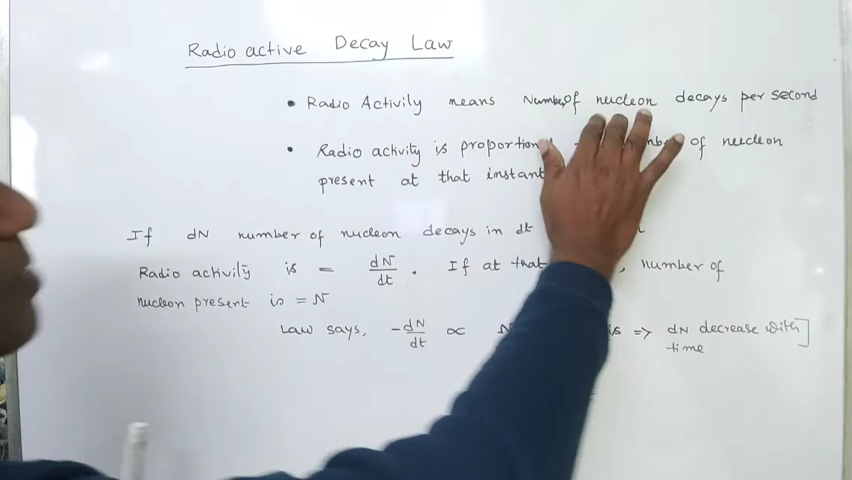 Radio active Decay Law
• Radio Activity means Number of nucleon decays per second
• Radio activity is proportion of nucleon
present at that instant
If dN number of nucleon decays in dt
Radio activity is = dN/dt . If at that , number of
nucleon present is = N
Law says, -dN/dt ∝ N is => dN decrease with]
time